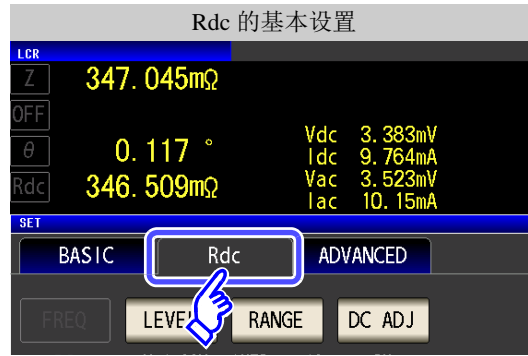 Rdc 的基本设置
LCR
Z 347.045mΩ
OFF
θ 0.117 °
Rdc 346.509mΩ
Vdc 3.383mV
Idc 9.764mA
Vac 3.523mV
Iac 10.15mA
SET
BASIC Rdc ADVANCED
FREQ LEVEL RANGE DC ADJ